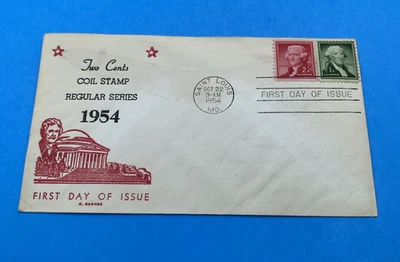 Two Cents
COIL STAMP
REGULAR SERIES
1954
FIRST DAY OF ISSUE
SAINT LOUIS
OCT 22
9-AM
1954
MO.
FIRST DAY OF ISSUE